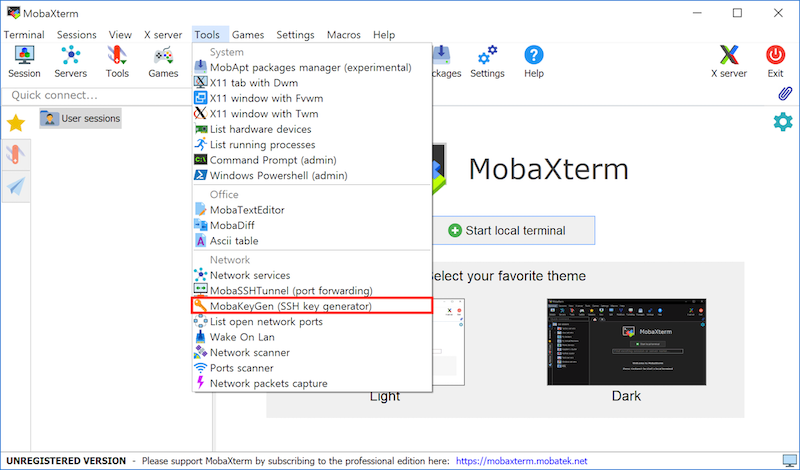 MobaXterm
Terminal Sessions View X server Tools Games Settings Macros Help
Session Servers Tools Games ckages Settings Help X server Exit
Quick connect...
User sessions
System
MobApt packages manager (experimental)
X11 tab with Dwm
X11 window with Fvwm
X11 window with Twm
List hardware devices
List running processes
Command Prompt (admin)
Windows Powershell (admin)
Office
MobaTextEditor
MobaDiff
Ascii table
Network
Network services
MobaSSHTunnel (port forwarding)
MobaKeyGen (SSH key generator)
List open network ports
Wake On Lan
Network scanner
Ports scanner
Network packets capture
MobaXterm
Start local terminal
elect your favorite theme
MobaXterm
Light Dark
UNREGISTERED VERSION - Please support MobaXterm by subscribing to the professional edition here: https://mobaxterm.mobatek.net